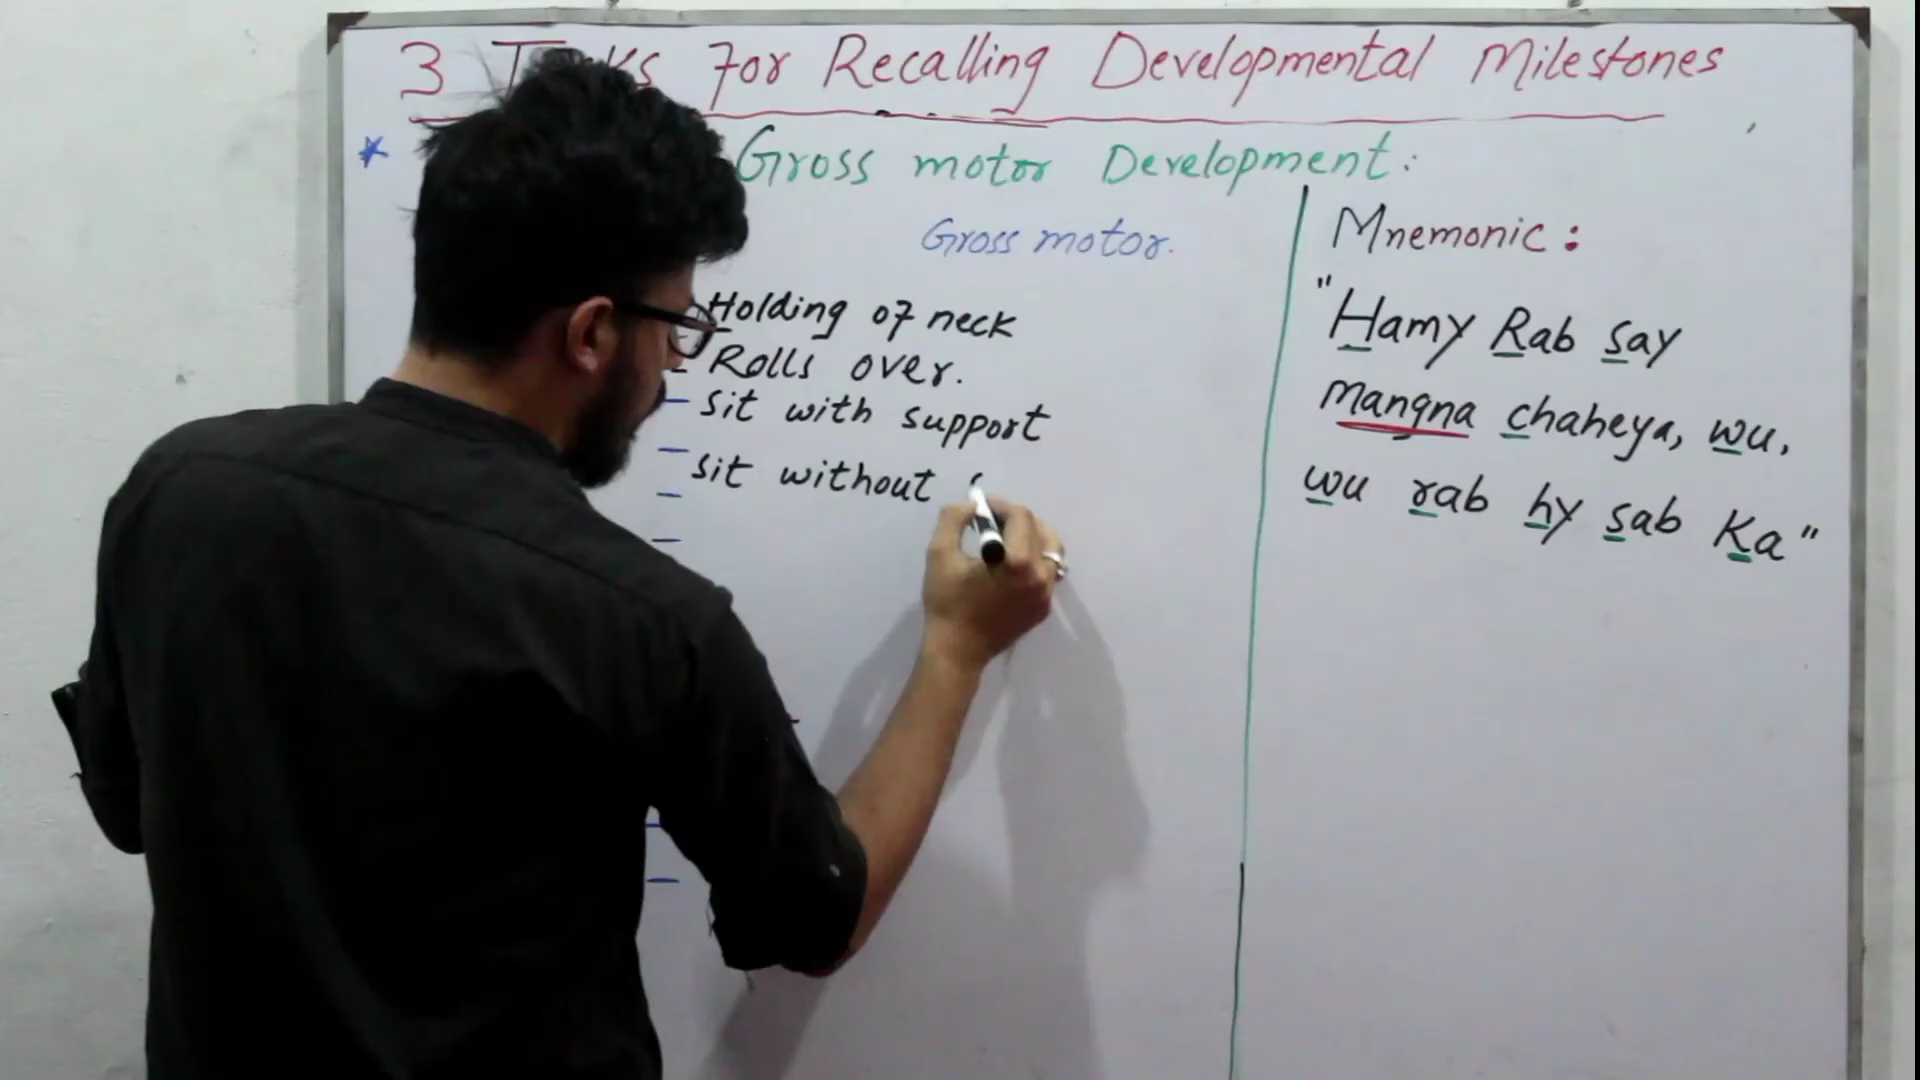 3 for Recalling Developmental Milestones
Gross motor Development:
Gross motor.
Holding of neck
Rolls over.
Sit with support
Sit without
Mnemonic:
"Hamy Rab say
mangna chaheya, wu,
wu rab hy sab Ka"